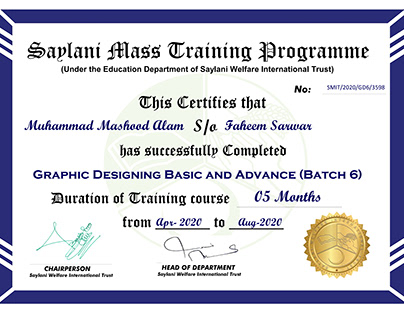 Saylani Mass Training Programme
(Under the Education Department of Saylani Welfare International Trust)
No: SMIT/2020/GD6/3598
This Certifies that
Muhammad Mashood Alam S/o Faheem Sarwar
has successfully Completed
Graphic Designing Basic and Advance (Batch 6)
Duration of Training course 05 Months
from Apr-2020 to Aug-2020
CHAIRPERSON
Saylani Welfare International Trust
HEAD OF DEPARTMENT
Saylani Welfare International Trust